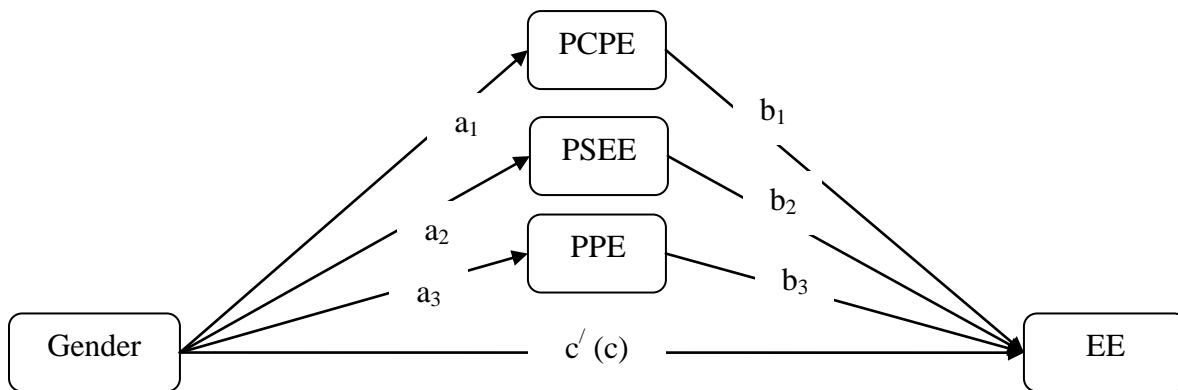 PCPE
a₁
b₁
PSEE
a₂
b₂
PPE
a₃
b₃
Gender
c′ (c)
EE